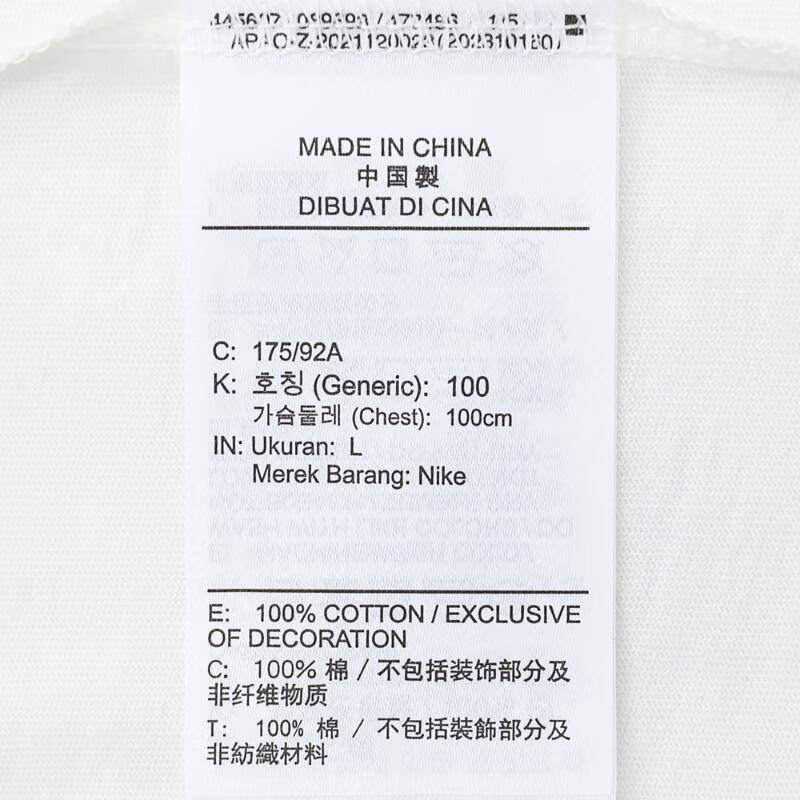 MADE IN CHINA
中国製
DIBUAT DI CINA
C: 175/92A
K: 호칭 (Generic): 100
가슴둘레 (Chest): 100cm
IN: Ukuran: L
Merek Barang: Nike
E: 100% COTTON / EXCLUSIVE
OF DECORATION
C: 100% 棉 / 不包括装饰部分及
非纤维物质
T: 100% 棉 / 不包括裝飾部分及
非紡織材料